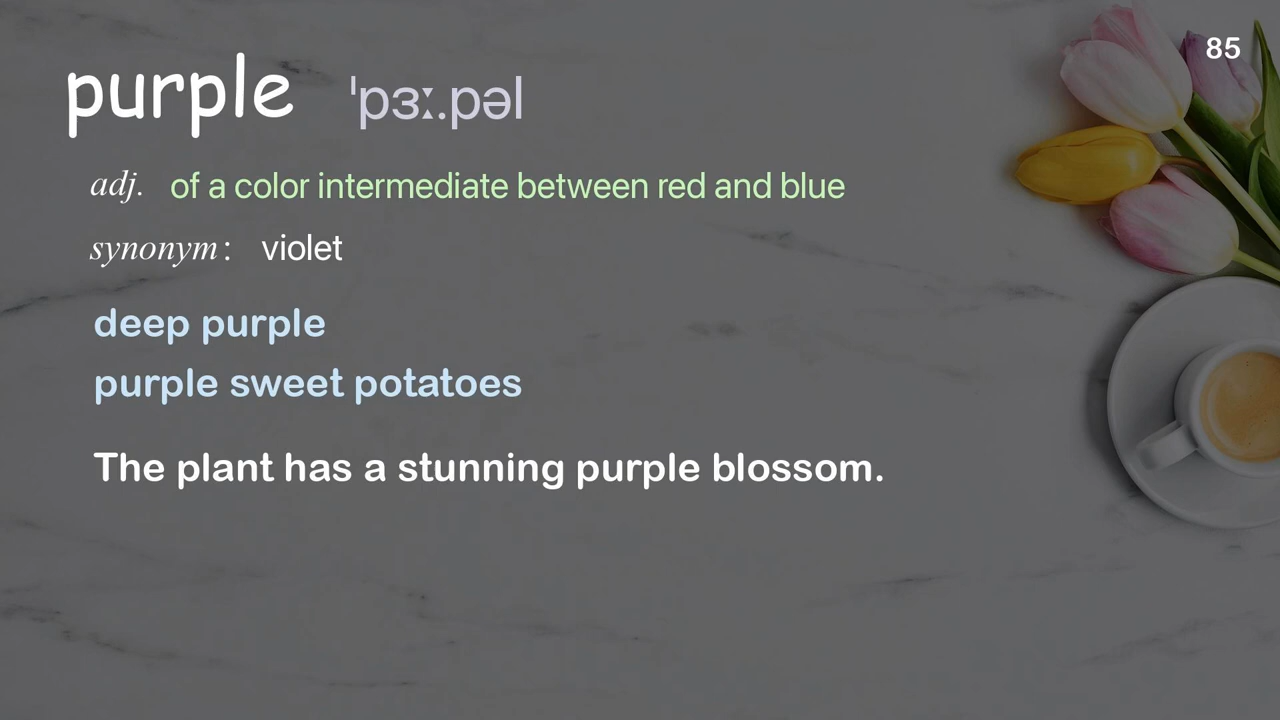 85
purple ˈpɜː.pəl
adj. of a color intermediate between red and blue
synonym: violet
deep purple
purple sweet potatoes
The plant has a stunning purple blossom.